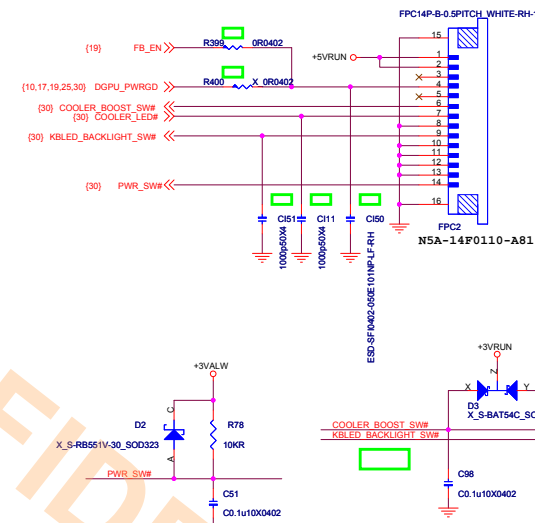 FPC14P-B-0.5PITCH_WHITE-RH-1
{19} FB_EN R399 0R0402
+5VRUN
{10,17,19,25,30} DGPU_PWRGD R400 X_0R0402
{30} COOLER_BOOST_SW#
{30} COOLER_LED#
{30} KBLED_BACKLIGHT_SW#
{30} PWR_SW#
15
1
2
3
4
5
6
7
8
9
10
11
12
13
14
16
FPC2
N5A-14F0110-A81
CI51
1000p50X4
CI11
1000p50X4
CI50
ESD-SFI0402-050E101NP-LF-RH
+3VALW
D2
X_S-RB551V-30_SOD323
C
A
R78
10KR
PWR_SW#
C51
C0.1u10X0402
+3VRUN
X
Z
Y
D3
X_S-BAT54C_SO
COOLER_BOOST_SW#
KBLED_BACKLIGHT_SW#
C98
C0.1u10X0402